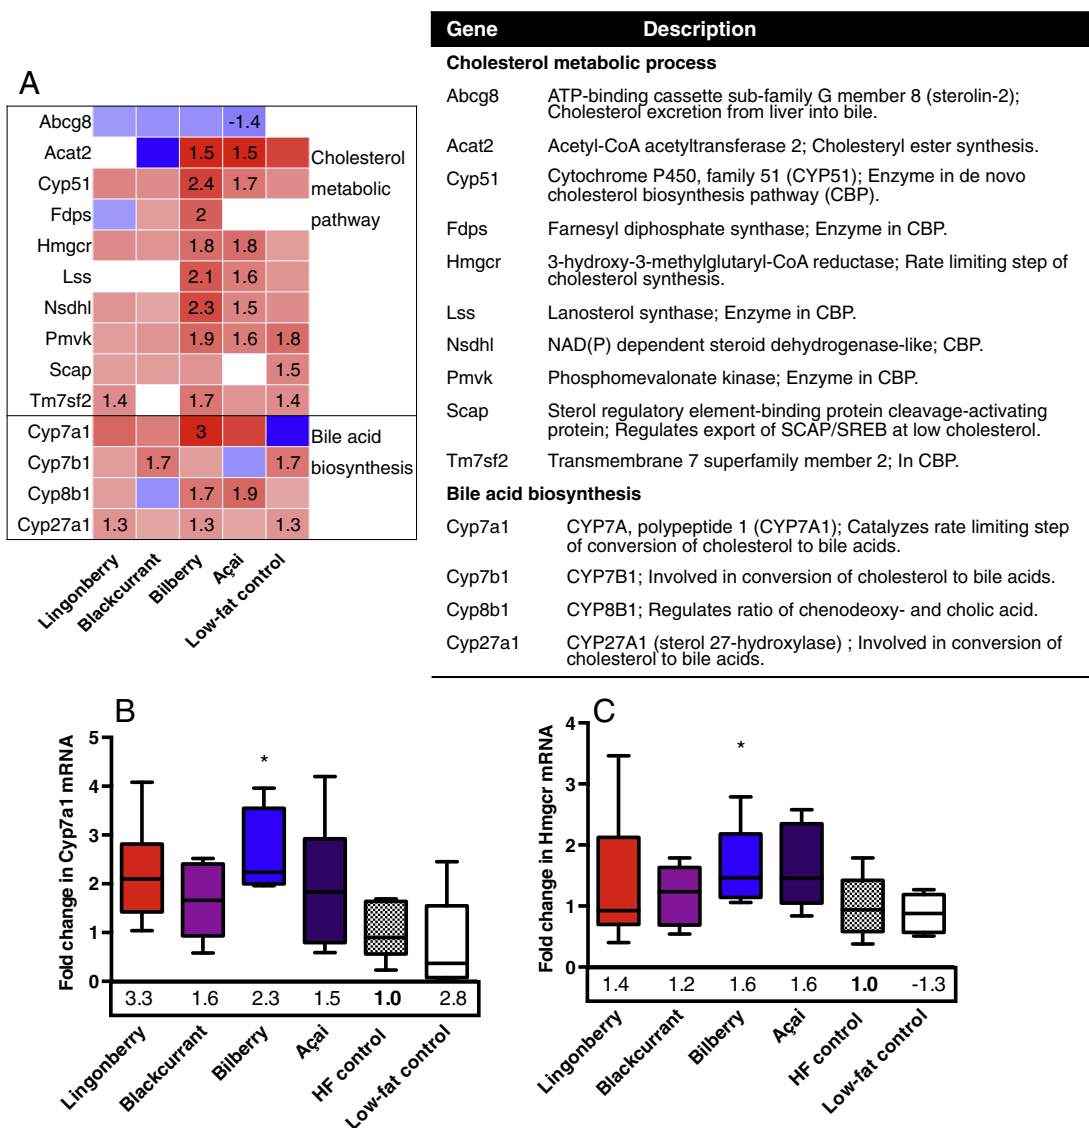 A
Abcg8 -1.4
Acat2 1.5 1.5
Cyp51 2.4 1.7
Fdps 2
Hmgcr 1.8 1.8
Lss 2.1 1.6
Nsdhl 2.3 1.5
Pmvk 1.9 1.6 1.8
Scap 1.5
Tm7sf2 1.4 1.7 1.4
Cholesterol
metabolic
pathway
Cyp7a1 3
Cyp7b1 1.7 1.7
Cyp8b1 1.7 1.9
Cyp27a1 1.3 1.3 1.3
Bile acid
biosynthesis
Lingonberry
Blackcurrant
Bilberry
Açai
Low-fat control
Gene Description
Cholesterol metabolic process
Abcg8 ATP-binding cassette sub-family G member 8 (sterolin-2);
Cholesterol excretion from liver into bile.
Acat2 Acetyl-CoA acetyltransferase 2; Cholesteryl ester synthesis.
Cyp51 Cytochrome P450, family 51 (CYP51); Enzyme in de novo
cholesterol biosynthesis pathway (CBP).
Fdps Farnesyl diphosphate synthase; Enzyme in CBP.
Hmgcr 3-hydroxy-3-methylglutaryl-CoA reductase; Rate limiting step of
cholesterol synthesis.
Lss Lanosterol synthase; Enzyme in CBP.
Nsdhl NAD(P) dependent steroid dehydrogenase-like; CBP.
Pmvk Phosphomevalonate kinase; Enzyme in CBP.
Scap Sterol regulatory element-binding protein cleavage-activating
protein; Regulates export of SCAP/SREB at low cholesterol.
Tm7sf2 Transmembrane 7 superfamily member 2; In CBP.
Bile acid biosynthesis
Cyp7a1 CYP7A, polypeptide 1 (CYP7A1); Catalyzes rate limiting step
of conversion of cholesterol to bile acids.
Cyp7b1 CYP7B1; Involved in conversion of cholesterol to bile acids.
Cyp8b1 CYP8B1; Regulates ratio of chenodeoxy- and cholic acid.
Cyp27a1 CYP27A1 (sterol 27-hydroxylase) ; Involved in conversion of
cholesterol to bile acids.
B
Fold change in Cyp7a1 mRNA
5
4
3
2
1
0
*
3.3 1.6 2.3 1.5 1.0 2.8
Lingonberry
Blackcurrant
Bilberry
Açai
HF control
Low-fat control
C
Fold change in Hmgcr mRNA
4
3
2
1
0
*
1.4 1.2 1.6 1.6 1.0 -1.3
Lingonberry
Blackcurrant
Bilberry
Açai
HF control
Low-fat control